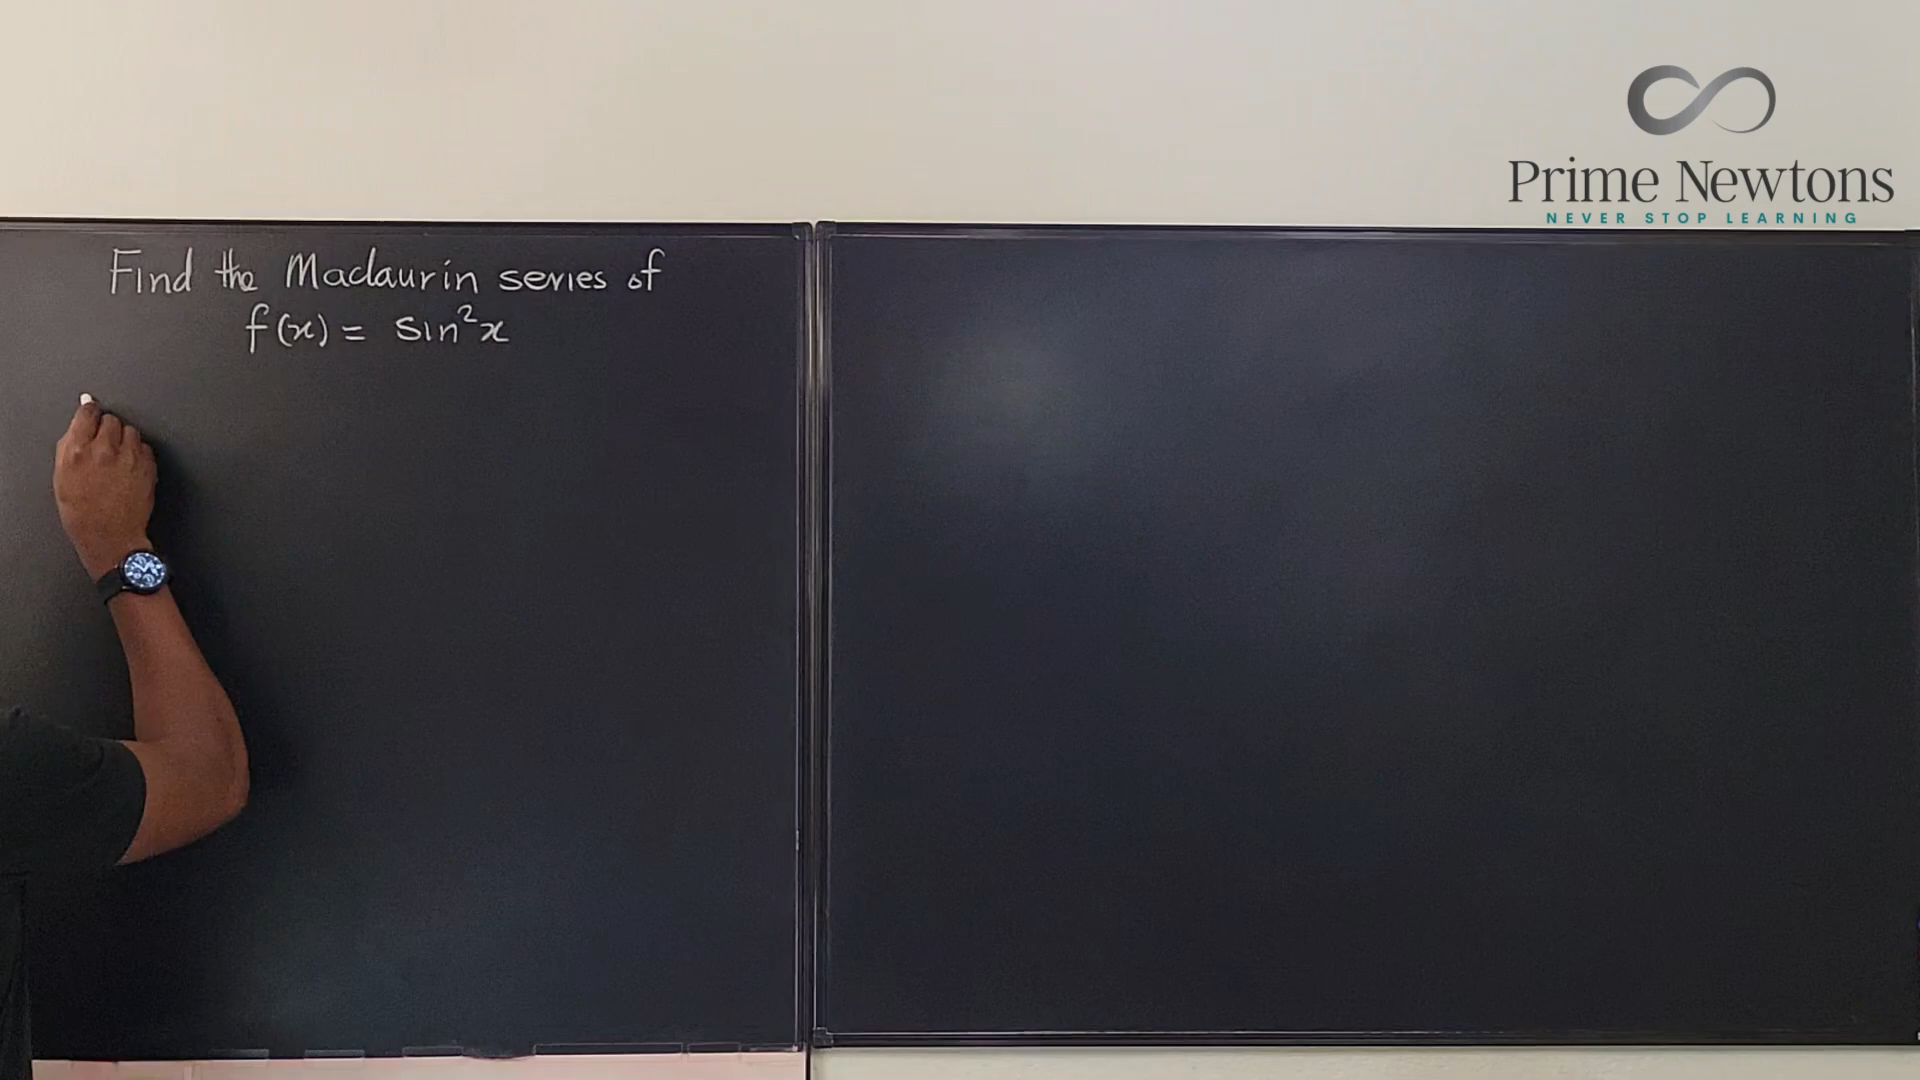 Prime Newtons
NEVER STOP LEARNING
Find the Maclaurin series of
f(x) = sin²x